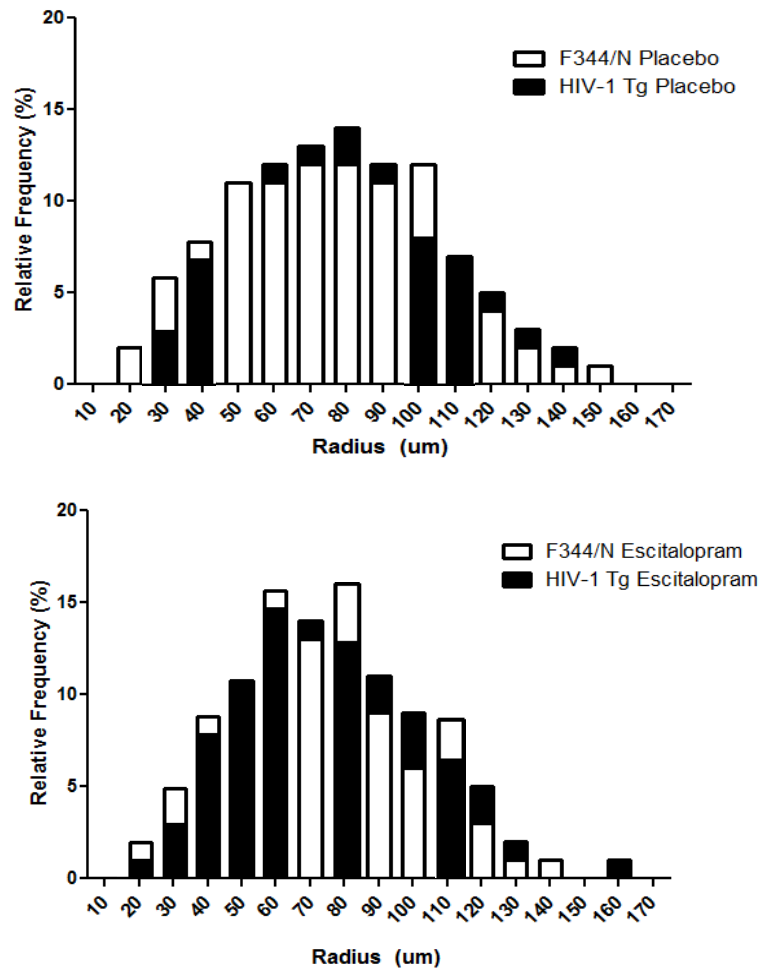 20
F344/N Placebo
HIV-1 Tg Placebo
15
Relative Frequency (%)
10
5
0
10 20 30 40 50 60 70 80 90 100 110 120 130 140 150 160 170
Radius (um)
20
F344/N Escitalopram
HIV-1 Tg Escitalopram
15
Relative Frequency (%)
10
5
0
10 20 30 40 50 60 70 80 90 100 110 120 130 140 150 160 170
Radius (um)